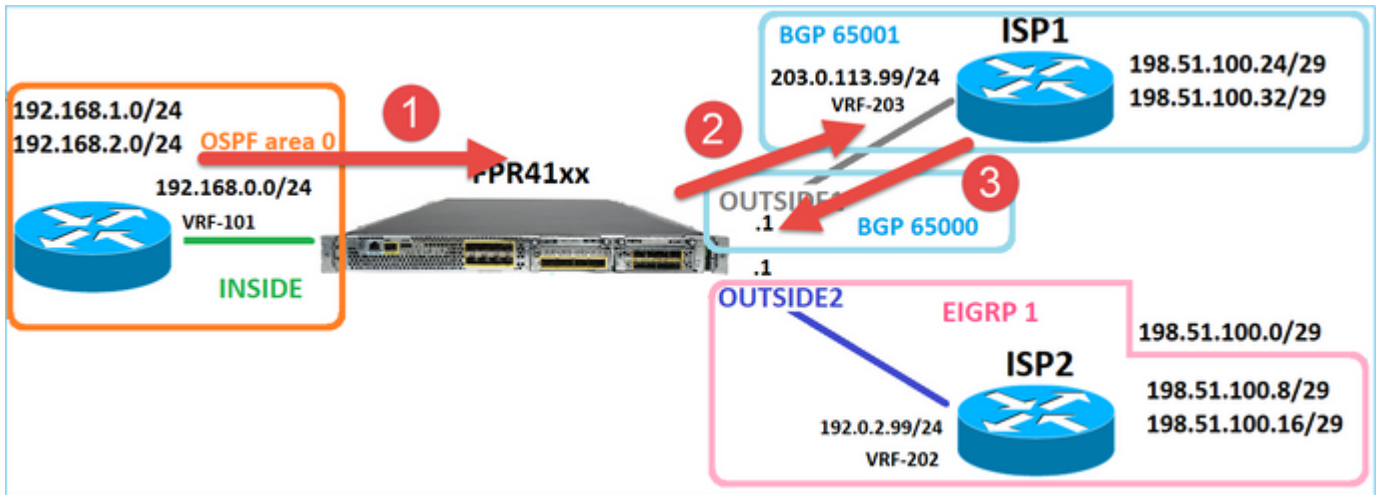 192.168.1.0/24
192.168.2.0/24
OSPF area 0
192.168.0.0/24
VRF-101
INSIDE
1
FPR41xx
2
BGP 65001
ISP1
203.0.113.99/24
VRF-203
198.51.100.24/29
198.51.100.32/29
3
OUTSIDE1
.1
BGP 65000
.1
OUTSIDE2
EIGRP 1
198.51.100.0/29
ISP2
198.51.100.8/29
198.51.100.16/29
192.0.2.99/24
VRF-202